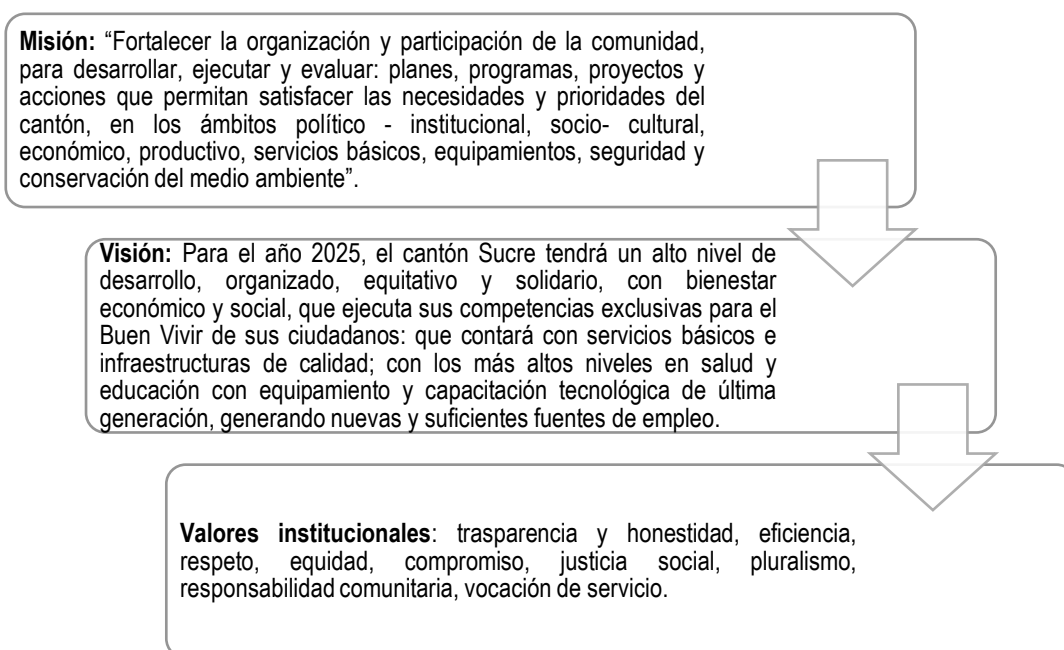 Misión: “Fortalecer la organización y participación de la comunidad,
para desarrollar, ejecutar y evaluar: planes, programas, proyectos y
acciones que permitan satisfacer las necesidades y prioridades del
cantón, en los ámbitos político - institucional, socio- cultural,
económico, productivo, servicios básicos, equipamientos, seguridad y
conservación del medio ambiente”.
Visión: Para el año 2025, el cantón Sucre tendrá un alto nivel de
desarrollo, organizado, equitativo y solidario, con bienestar
económico y social, que ejecuta sus competencias exclusivas para el
Buen Vivir de sus ciudadanos: que contará con servicios básicos e
infraestructuras de calidad; con los más altos niveles en salud y
educación con equipamiento y capacitación tecnológica de última
generación, generando nuevas y suficientes fuentes de empleo.
Valores institucionales: trasparencia y honestidad, eficiencia,
respeto, equidad, compromiso, justicia social, pluralismo,
responsabilidad comunitaria, vocación de servicio.